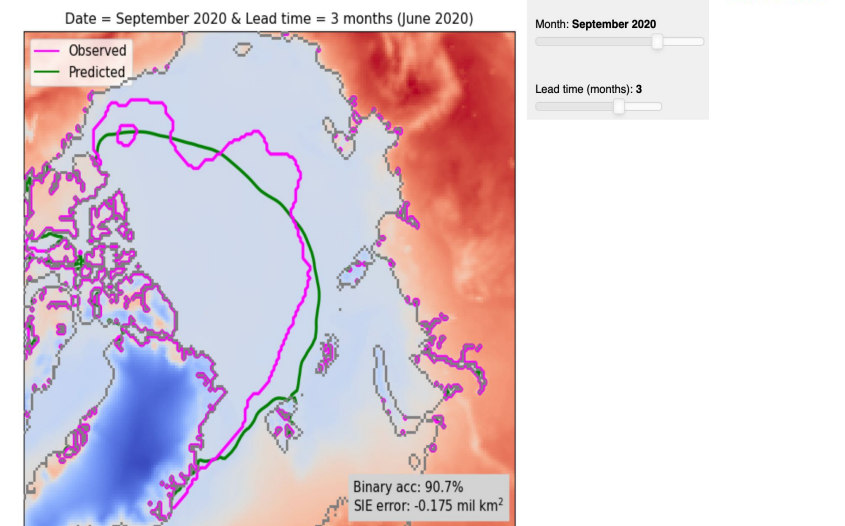 Date = September 2020 & Lead time = 3 months (June 2020)
Observed
Predicted
Binary acc: 90.7%
SIE error: -0.175 mil km²
Month: September 2020
Lead time (months): 3